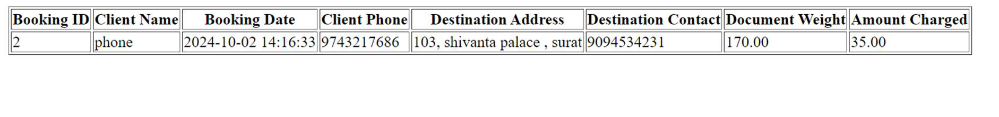 Booking ID Client Name Booking Date Client Phone Destination Address Destination Contact Document Weight Amount Charged
2 phone 2024-10-02 14:16:33 9743217686 103, shivanta palace , surat 9094534231 170.00 35.00